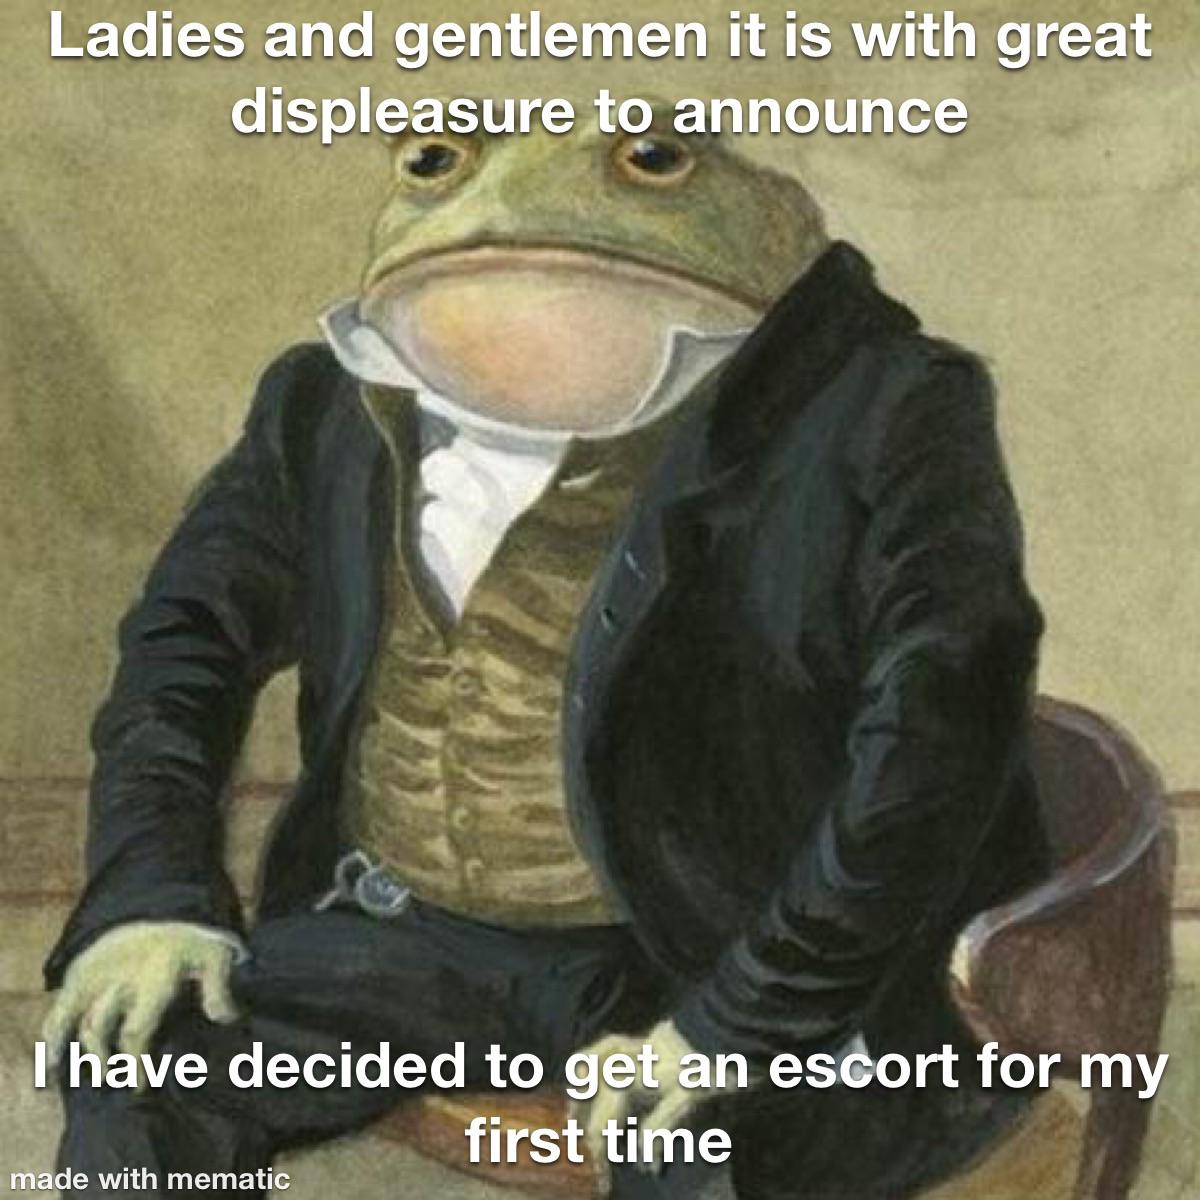 Ladies and gentlemen it is with great
displeasure to announce
I have decided to get an escort for my
first time
made with mematic